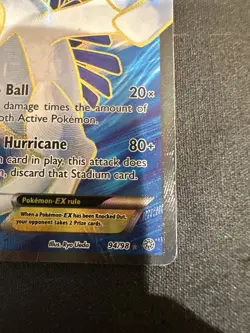 Ball 20×
damage times the amount of
oth Active Pokémon.
Hurricane 80+
n card in play, this attack does
, discard that Stadium card.
Pokémon-EX rule
When a Pokémon-EX has been Knocked Out,
your opponent takes 2 Prize cards.
Illus. Ryo Ueda 94/98